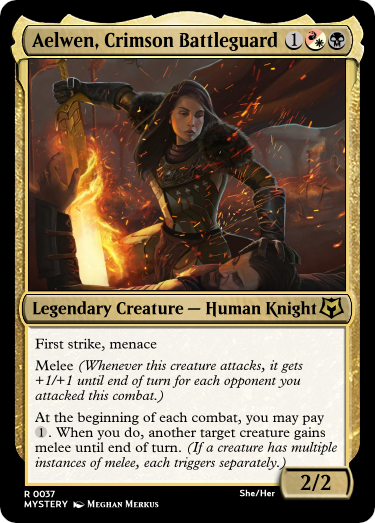 Aelwen, Crimson Battleguard 1
Legendary Creature — Human Knight
First strike, menace
Melee (Whenever this creature attacks, it gets
+1/+1 until end of turn for each opponent you
attacked this combat.)
At the beginning of each combat, you may pay
1. When you do, another target creature gains
melee until end of turn. (If a creature has multiple
instances of melee, each triggers separately.)
2/2
R 0037
She/Her
MYSTERY Meghan Merkus